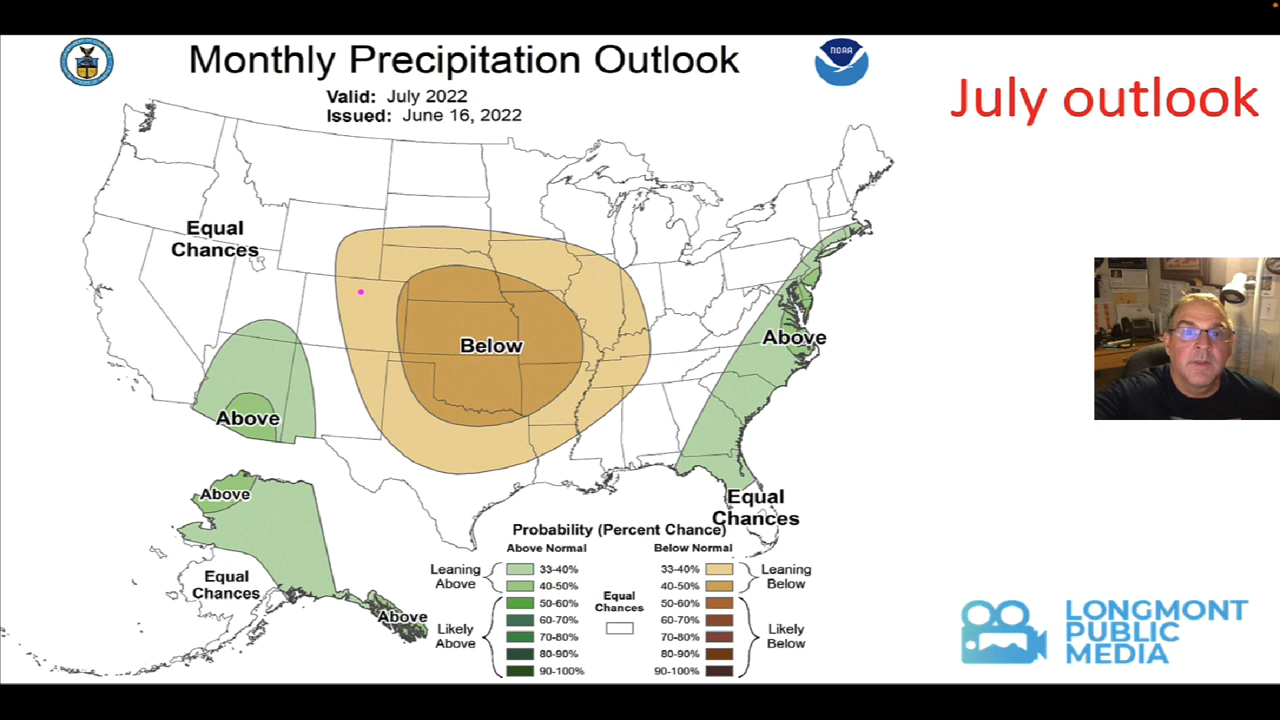 Monthly Precipitation Outlook
NOAA
Valid: July 2022
Issued: June 16, 2022
July outlook
Equal
Chances
Below
Above
Above
Above
Equal
Chances
Equal
Chances
Above
Probability (Percent Chance)
Above Normal
Below Normal
Leaning
Above
33-40%
40-50%
Likely
Above
50-60%
60-70%
70-80%
80-90%
90-100%
Equal
Chances
33-40%
40-50%
Leaning
Below
50-60%
60-70%
70-80%
80-90%
90-100%
Likely
Below
LONGMONT
PUBLIC
MEDIA